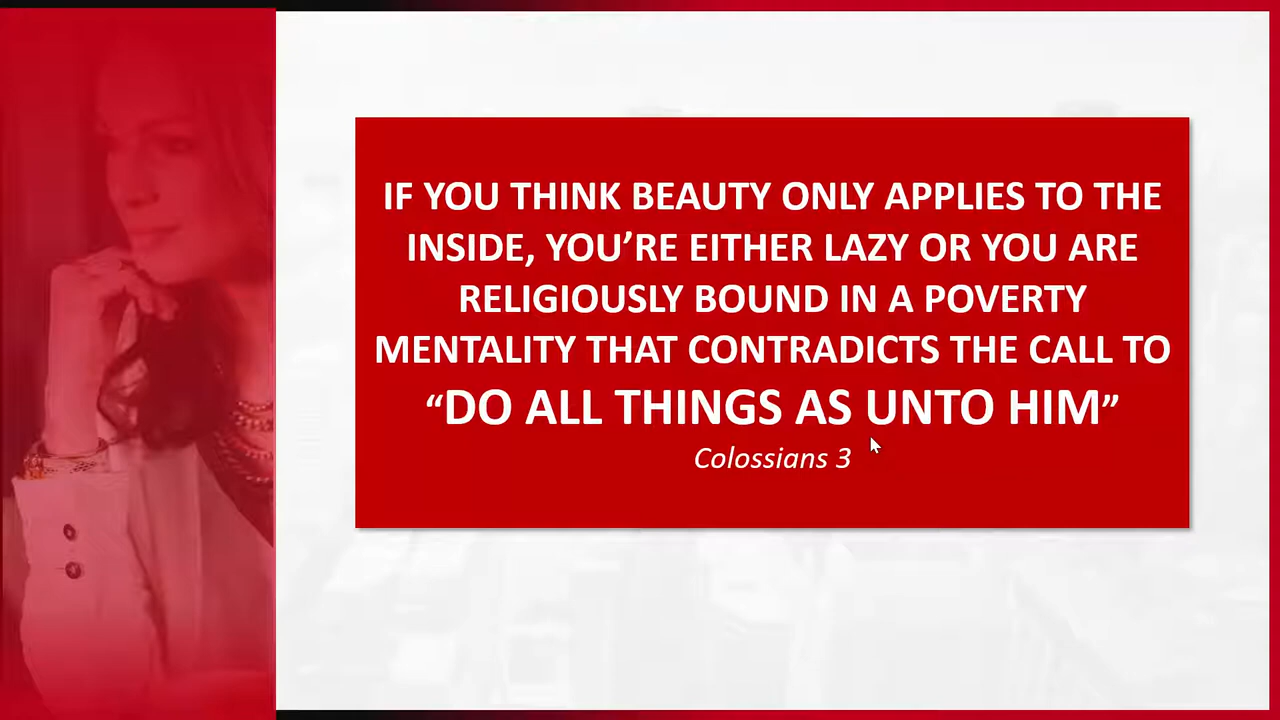 IF YOU THINK BEAUTY ONLY APPLIES TO THE
INSIDE, YOU’RE EITHER LAZY OR YOU ARE
RELIGIOUSLY BOUND IN A POVERTY
MENTALITY THAT CONTRADICTS THE CALL TO
“DO ALL THINGS AS UNTO HIM”
Colossians 3